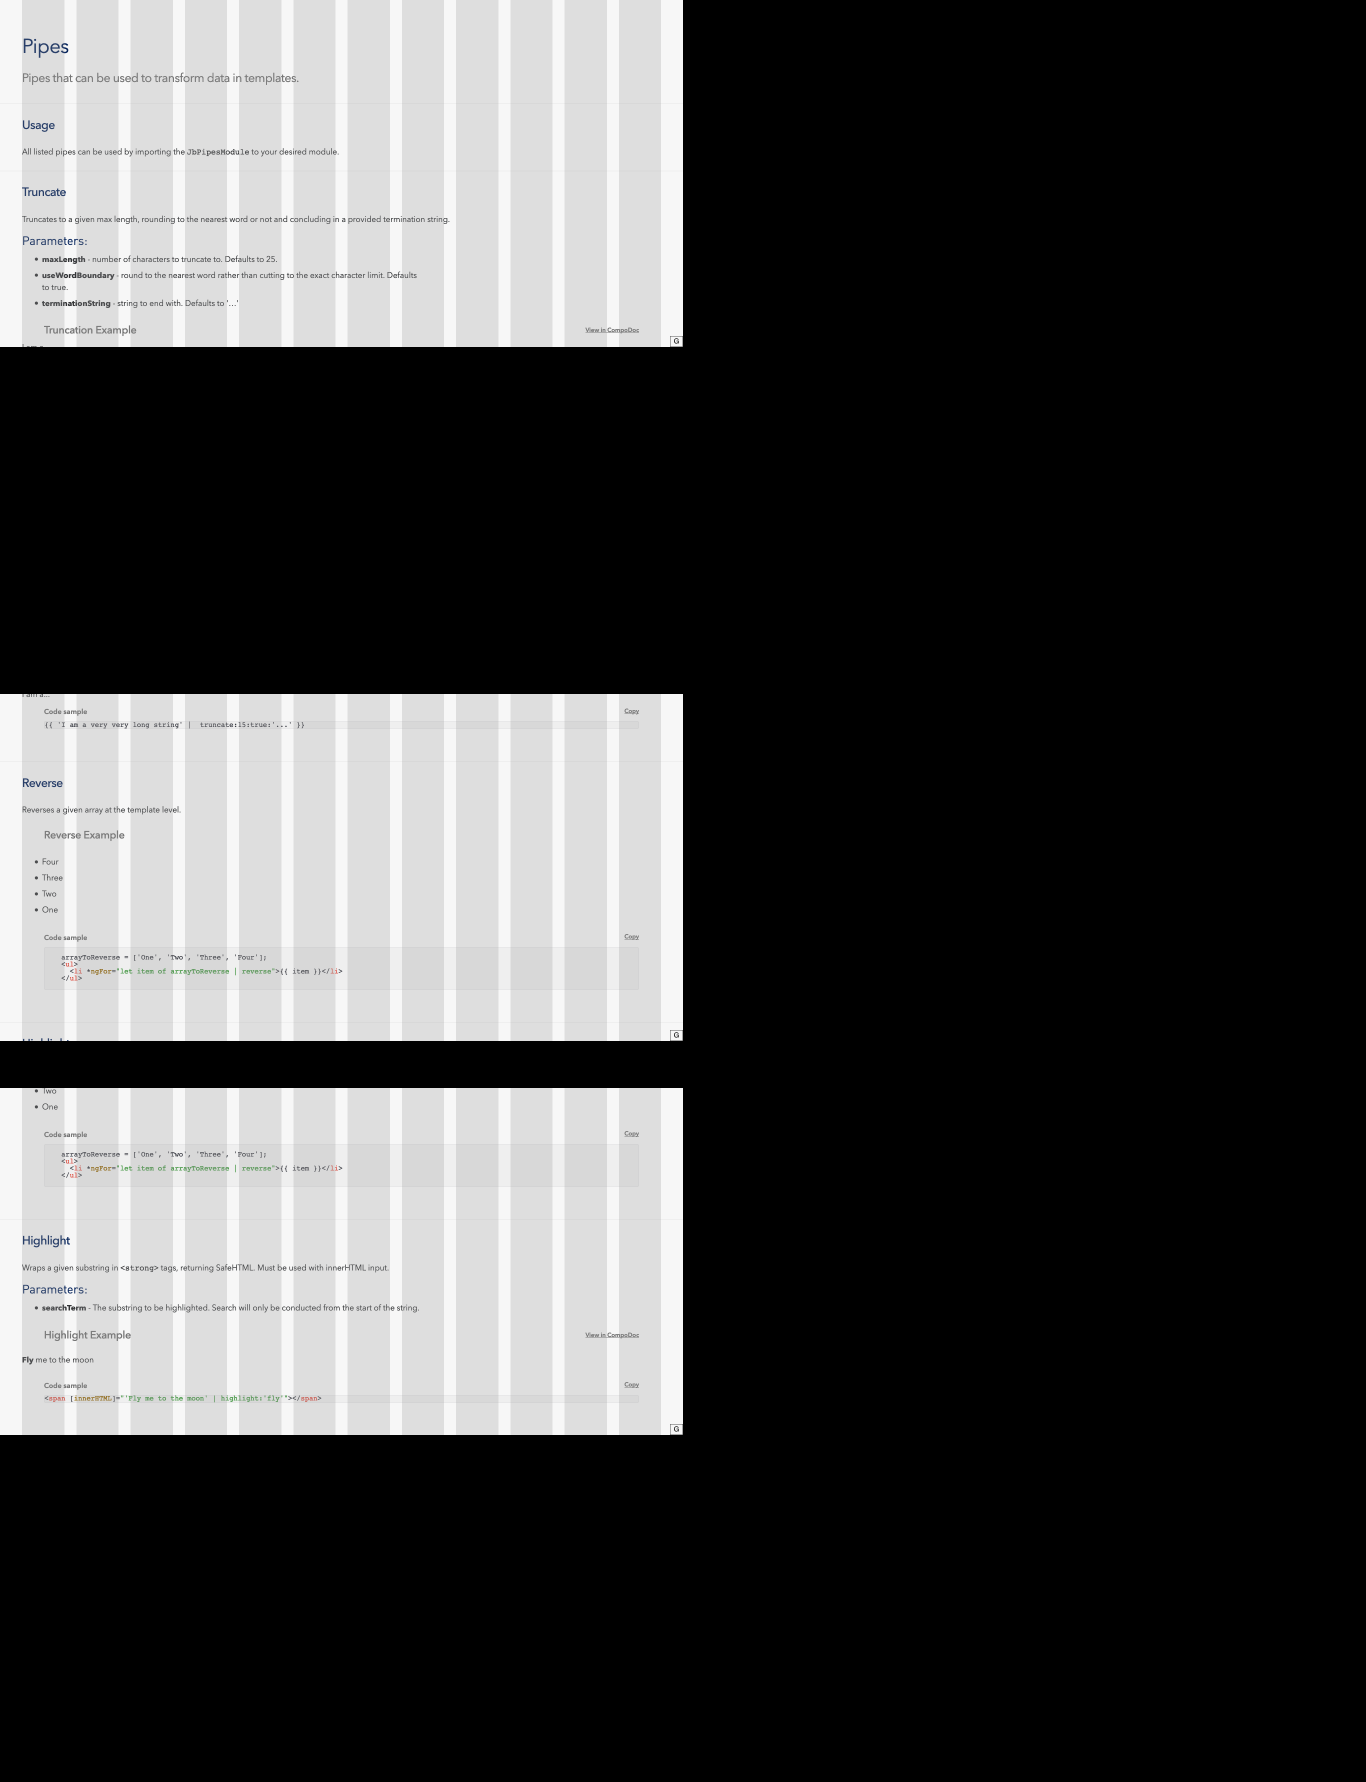 Pipes
Pipes that can be used to transform data in templates.
Usage
All listed pipes can be used by importing the JbPipesModule to your desired module.
Truncate
Truncates to a given max length, rounding to the nearest word or not and concluding in a provided termination string.
Parameters:
• maxLength - number of characters to truncate to. Defaults to 25.
• useWordBoundary - round to the nearest word rather than cutting to the exact character limit. Defaults
to true.
• terminationString - string to end with. Defaults to '...'
Truncation Example View in CompoDoc
G
I am a...
Code sample Copy
{{ 'I am a very very long string' |  truncate:15:true:'...' }}
Reverse
Reverses a given array at the template level.
Reverse Example
• Four
• Three
• Two
• One
Code sample Copy
arrayToReverse = ['One', 'Two', 'Three', 'Four'];
<ul>
<li *ngFor="let item of arrayToReverse | reverse">{{ item }}</li>
</ul>
G
Highlight
• Two
• One
Code sample Copy
arrayToReverse = ['One', 'Two', 'Three', 'Four'];
<ul>
<li *ngFor="let item of arrayToReverse | reverse">{{ item }}</li>
</ul>
Highlight
Wraps a given substring in <strong> tags, returning SafeHTML. Must be used with innerHTML input.
Parameters:
• searchTerm - The substring to be highlighted. Search will only be conducted from the start of the string.
Highlight Example View in CompoDoc
Fly me to the moon
Code sample Copy
<span [innerHTML]="'Fly me to the moon' | highlight:'fly'"></span>
G